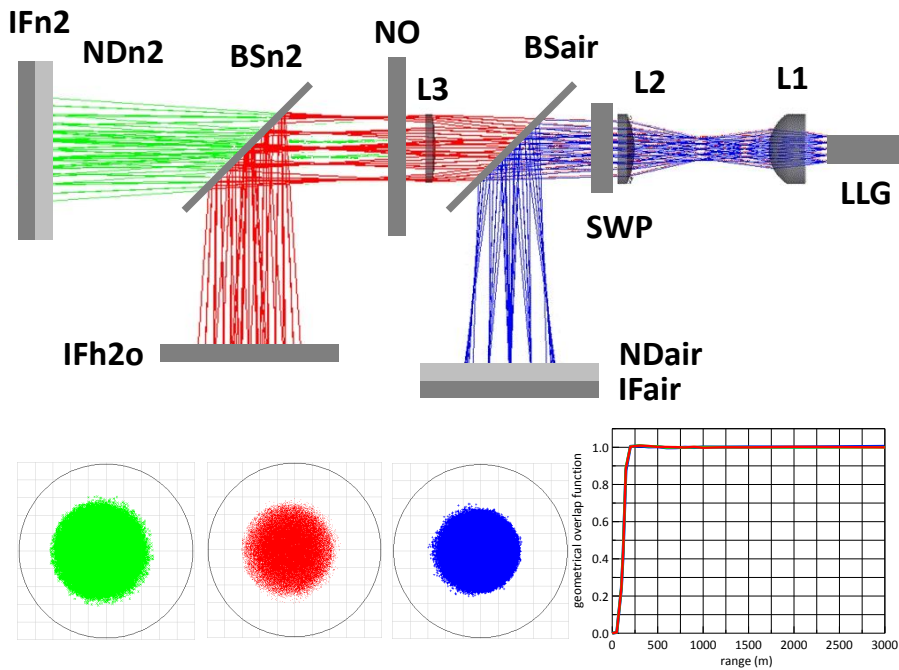 IFn2
NDn2
BSn2
NO
L3
BSair
L2
L1
SWP
LLG
IFh2o
NDair
IFair
geometrical overlap function
1.0
0.8
0.6
0.4
0.2
0.0
0 500 1000 1500 2000 2500 3000
range (m)